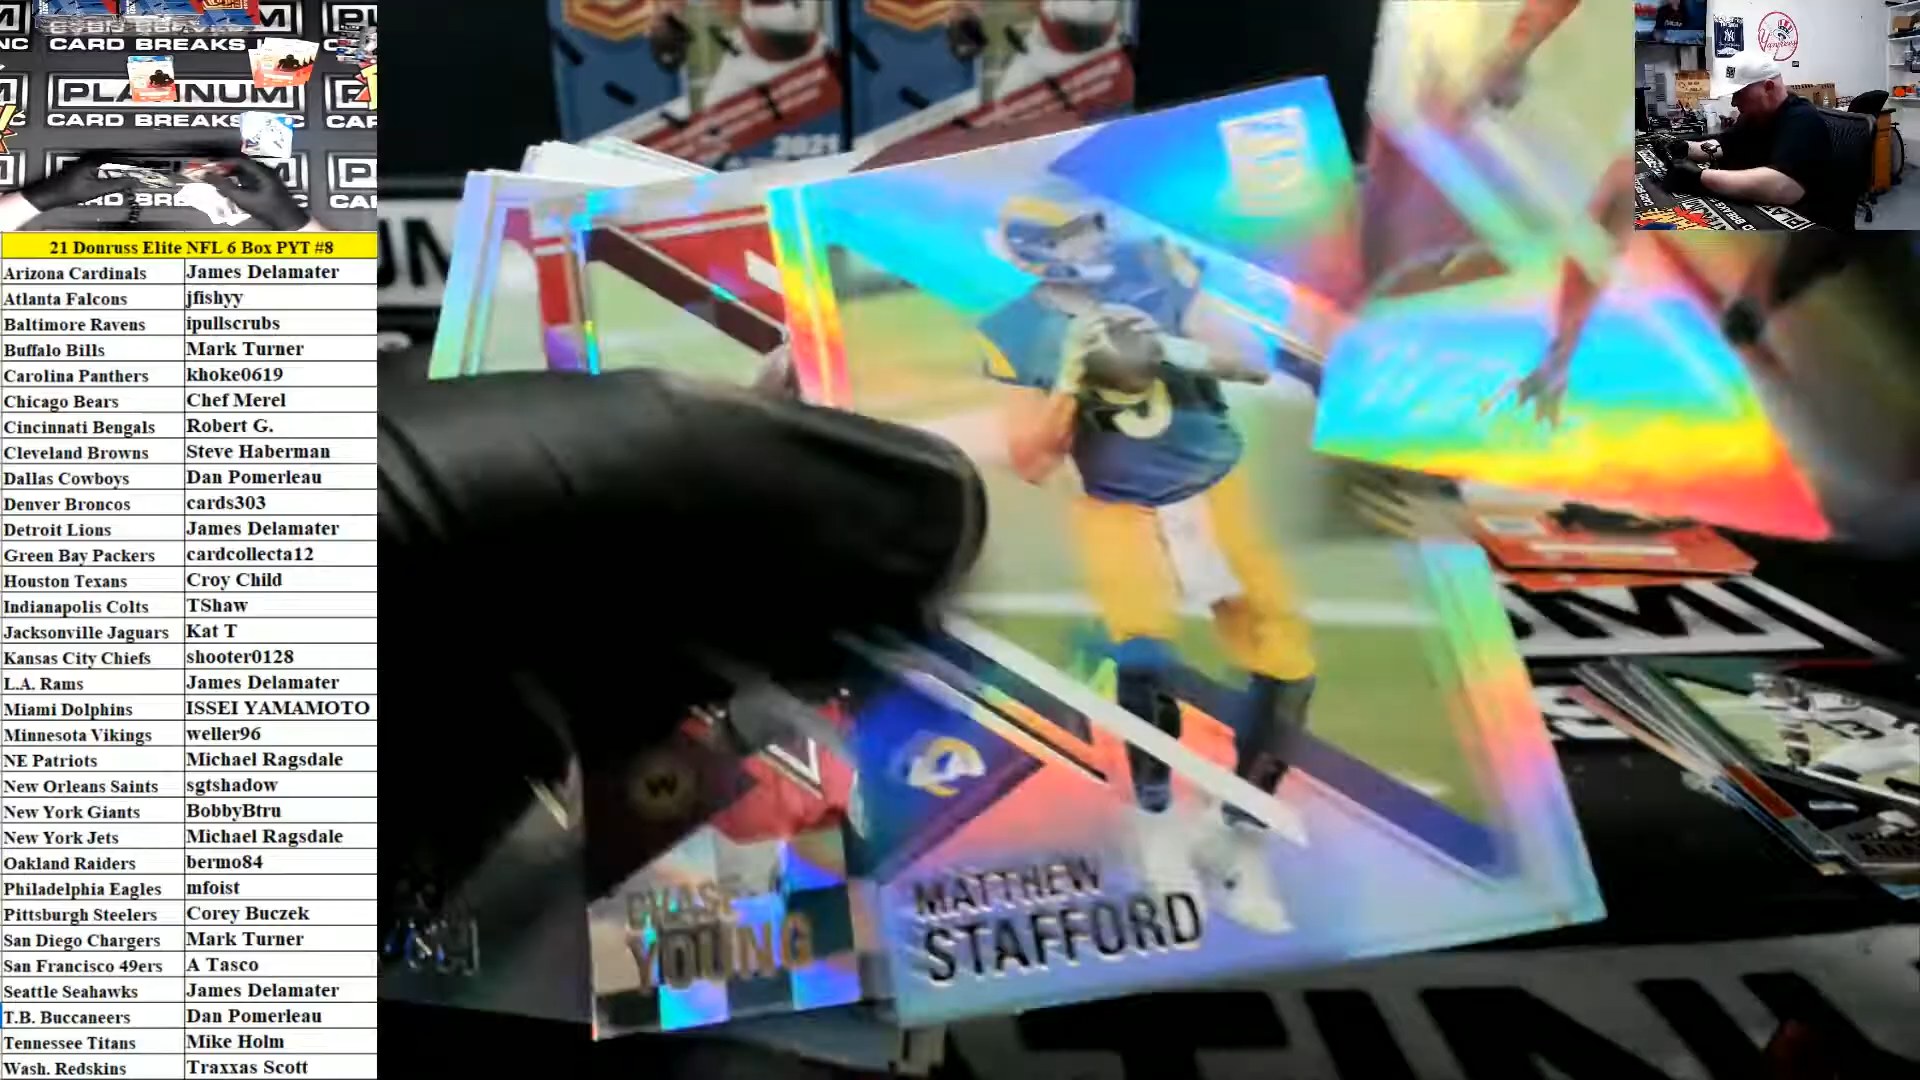 PLATINUM
CARD BREAKS
PLATINUM
CARD BREAKS
21 Donruss Elite NFL 6 Box PYT #8
Arizona Cardinals James Delamater
Atlanta Falcons jfishyy
Baltimore Ravens ipullscrubs
Buffalo Bills Mark Turner
Carolina Panthers khoke0619
Chicago Bears Chef Merel
Cincinnati Bengals Robert G.
Cleveland Browns Steve Haberman
Dallas Cowboys Dan Pomerleau
Denver Broncos cards303
Detroit Lions James Delamater
Green Bay Packers cardcollecta12
Houston Texans Croy Child
Indianapolis Colts TShaw
Jacksonville Jaguars Kat T
Kansas City Chiefs shooter0128
L.A. Rams James Delamater
Miami Dolphins ISSEI YAMAMOTO
Minnesota Vikings weller96
NE Patriots Michael Ragsdale
New Orleans Saints sgtshadow
New York Giants BobbyBtru
New York Jets Michael Ragsdale
Oakland Raiders bermo84
Philadelphia Eagles mfoist
Pittsburgh Steelers Corey Buczek
San Diego Chargers Mark Turner
San Francisco 49ers A Tasco
Seattle Seahawks James Delamater
T.B. Buccaneers Dan Pomerleau
Tennessee Titans Mike Holm
Wash. Redskins Traxxas Scott
2021
Yankees
9
W
CHASE
YOUNG
MATTHEW
STAFFORD